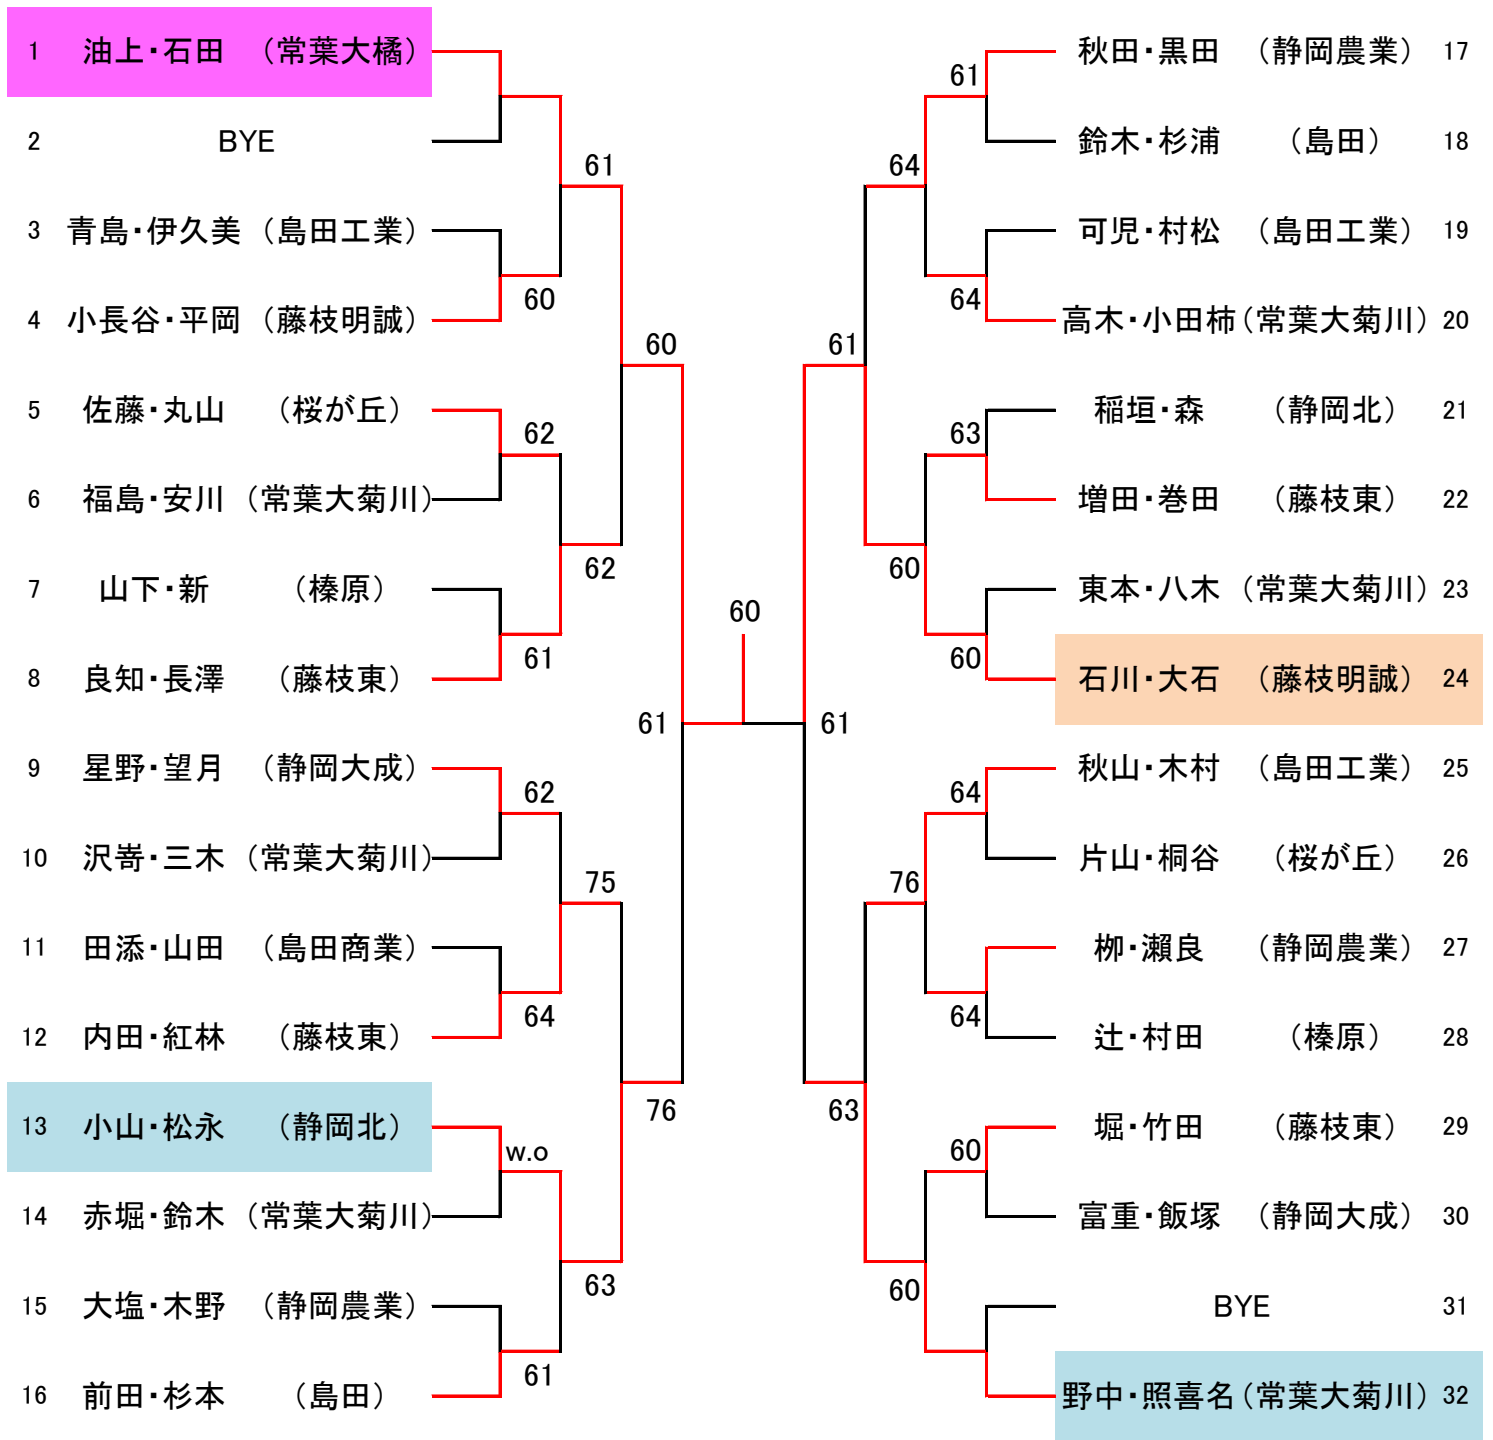 1 油上・石田 （常葉大橘）
2 BYE
3 青島・伊久美 （島田工業）
4 小長谷・平岡 （藤枝明誠）
5 佐藤・丸山 （桜が丘）
6 福島・安川 （常葉大菊川）
7 山下・新 （榛原）
8 良知・長澤 （藤枝東）
9 星野・望月 （静岡大成）
10 沢嵜・三木 （常葉大菊川）
11 田添・山田 （島田商業）
12 内田・紅林 （藤枝東）
13 小山・松永 （静岡北）
14 赤堀・鈴木 （常葉大菊川）
15 大塩・木野 （静岡農業）
16 前田・杉本 （島田）
60
62
61
62
64
w.o
61
61
62
75
63
60
76
61
60
61
61
63
64
60
76
60
61
64
63
60
64
64
60
秋田・黒田 （静岡農業） 17
鈴木・杉浦 （島田） 18
可児・村松 （島田工業） 19
高木・小田柿（常葉大菊川） 20
稲垣・森 （静岡北） 21
増田・巻田 （藤枝東） 22
東本・八木 （常葉大菊川） 23
石川・大石 （藤枝明誠） 24
秋山・木村 （島田工業） 25
片山・桐谷 （桜が丘） 26
栁・瀬良 （静岡農業） 27
辻・村田 （榛原） 28
堀・竹田 （藤枝東） 29
富重・飯塚 （静岡大成） 30
BYE 31
野中・照喜名（常葉大菊川） 32